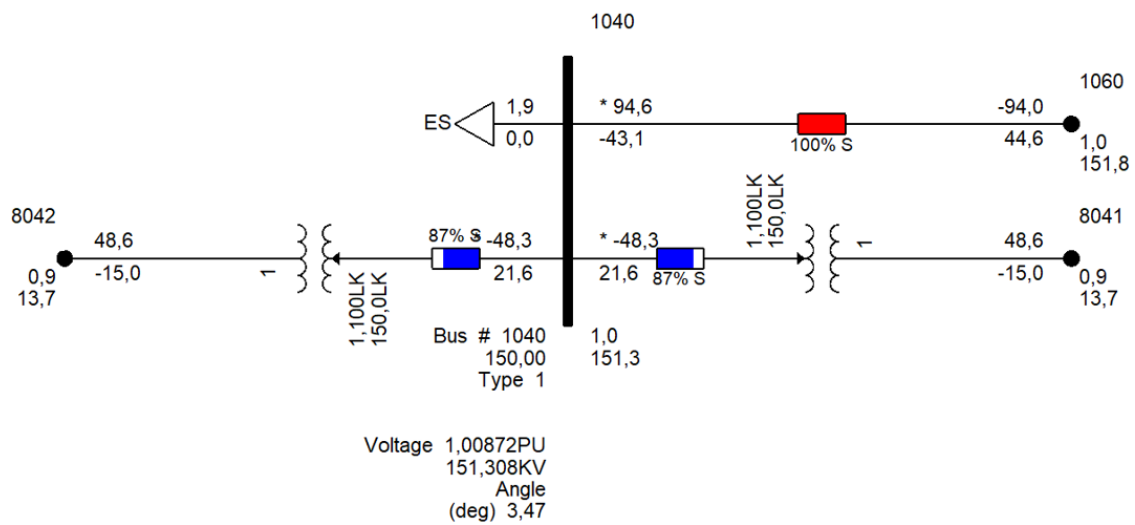 1040
1060
ES
1,9
0,0
* 94,6
-43,1
100% S
-94,0
44,6
1,0
151,8
8042
48,6
-15,0
0,9
13,7
1
1,100LK
150,0LK
87% S
* -48,3
21,6
* -48,3
21,6
87% S
1,100LK
150,0LK
1
8041
48,6
-15,0
0,9
13,7
Bus # 1040
150,00
Type 1
1,0
151,3
Voltage 1,00872PU
151,308KV
Angle
(deg) 3,47